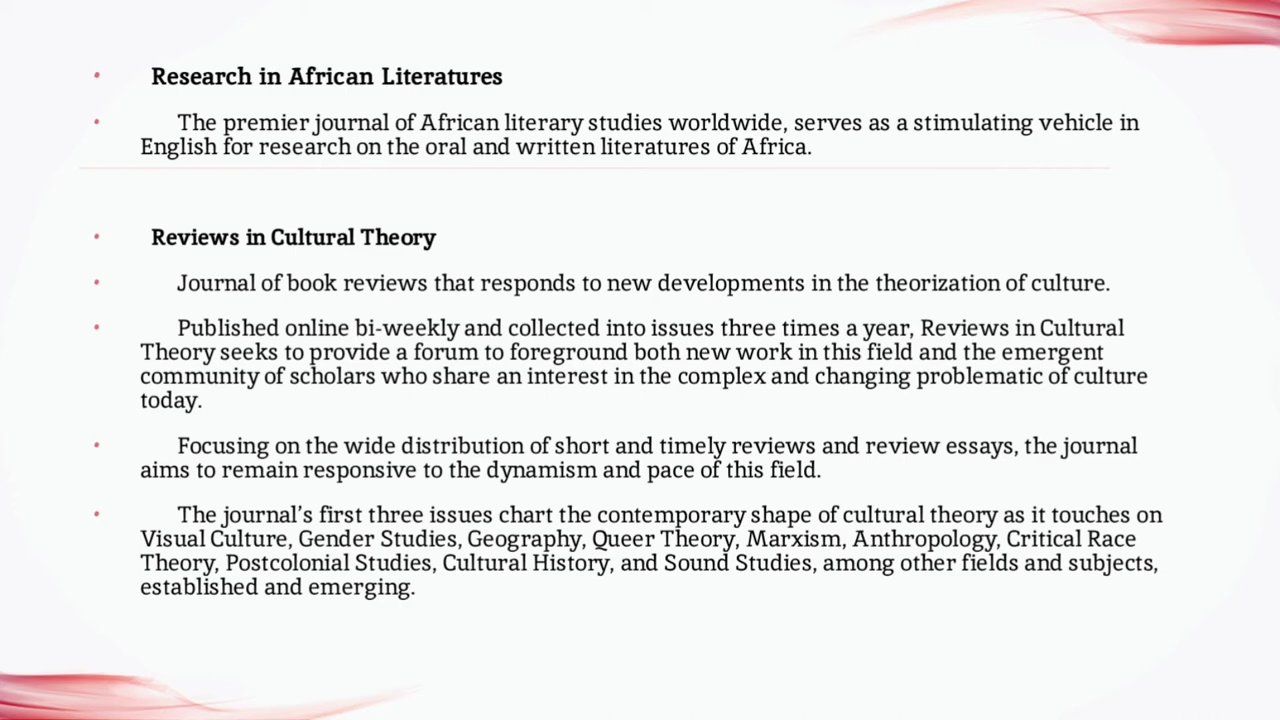 Research in African Literatures
The premier journal of African literary studies worldwide, serves as a stimulating vehicle in
English for research on the oral and written literatures of Africa.
Reviews in Cultural Theory
Journal of book reviews that responds to new developments in the theorization of culture.
Published online bi-weekly and collected into issues three times a year, Reviews in Cultural
Theory seeks to provide a forum to foreground both new work in this field and the emergent
community of scholars who share an interest in the complex and changing problematic of culture
today.
Focusing on the wide distribution of short and timely reviews and review essays, the journal
aims to remain responsive to the dynamism and pace of this field.
The journal’s first three issues chart the contemporary shape of cultural theory as it touches on
Visual Culture, Gender Studies, Geography, Queer Theory, Marxism, Anthropology, Critical Race
Theory, Postcolonial Studies, Cultural History, and Sound Studies, among other fields and subjects,
established and emerging.